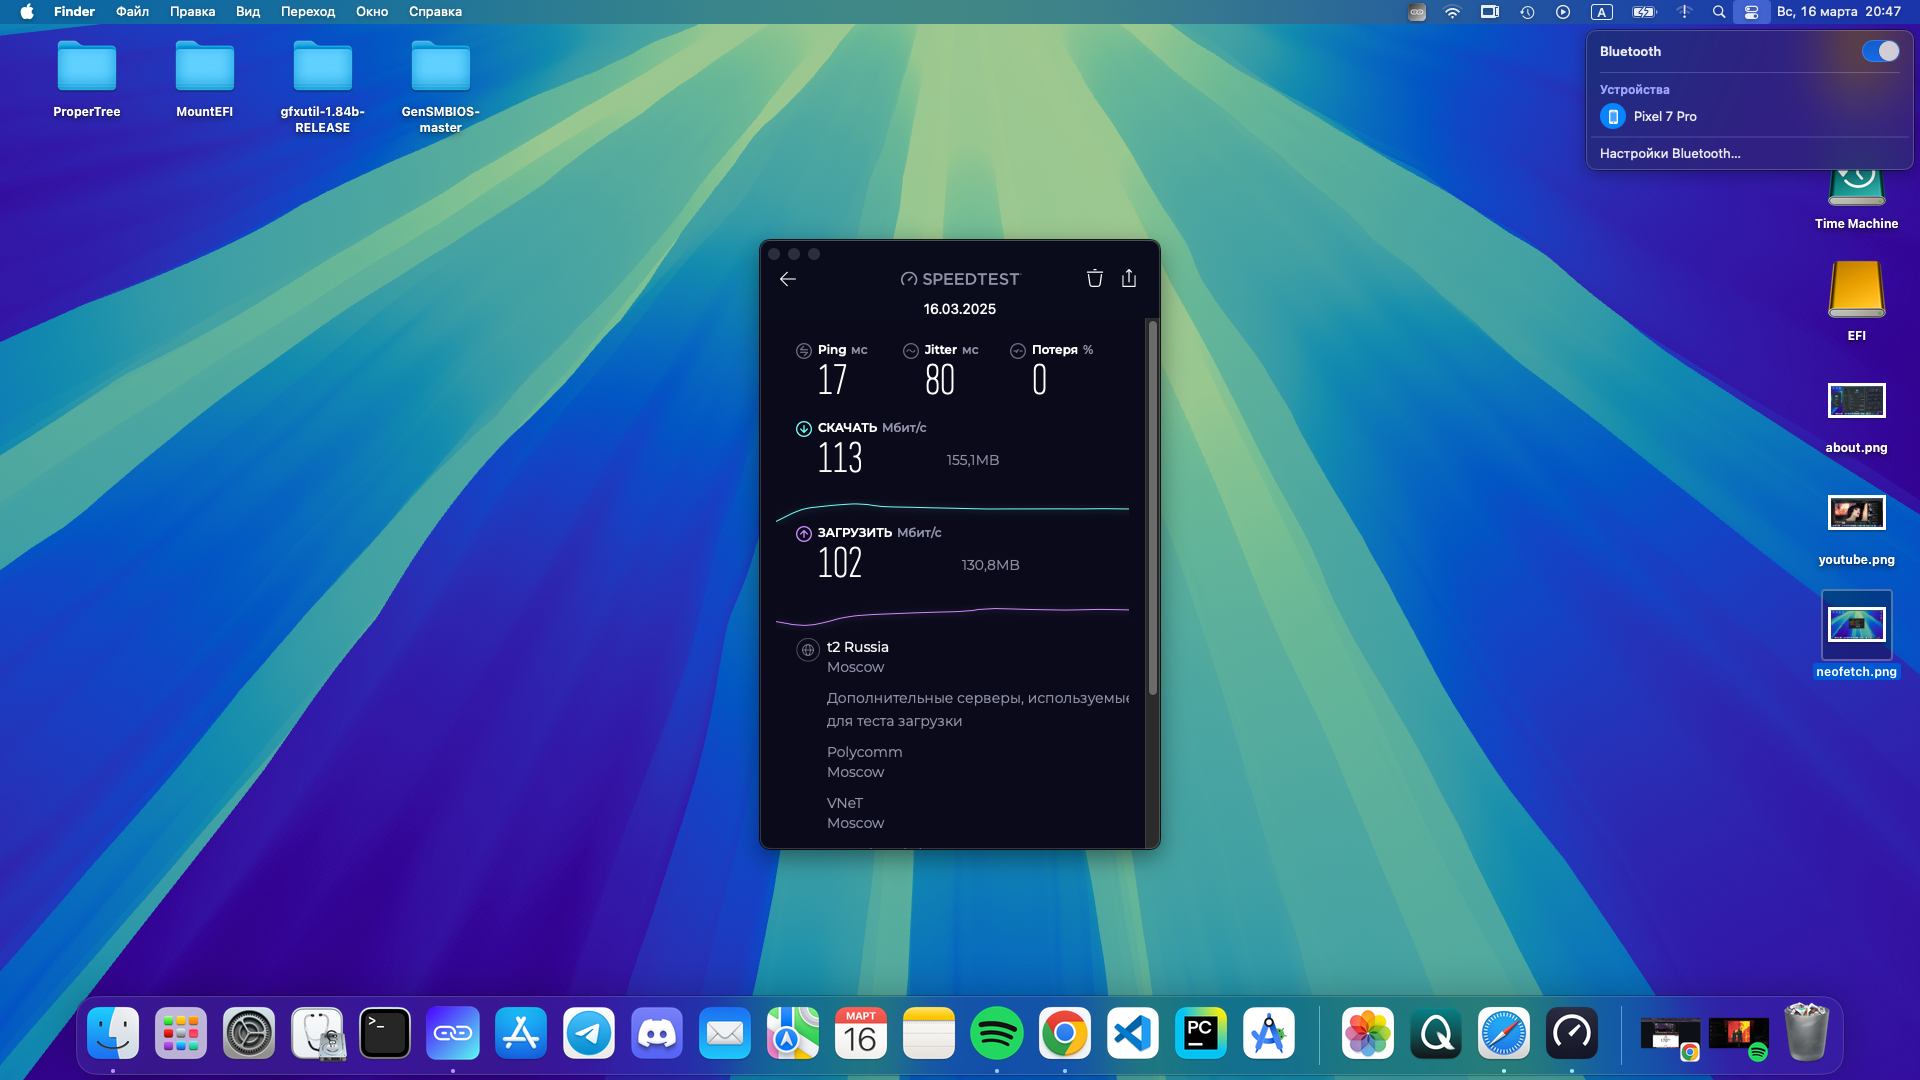 Finder Файл Правка Вид Переход Окно Справка A Вс, 16 марта 20:47
Bluetooth
Устройства
Pixel 7 Pro
Настройки Bluetooth...
ProperTree
MountEFI
gfxutil-1.84b-
RELEASE
GenSMBIOS-
master
Time Machine
EFI
about.png
youtube.png
neofetch.png
SPEEDTEST
16.03.2025
Ping мс Jitter мс Потеря %
17 80 0
СКАЧАТЬ Мбит/с
113 155,1MB
ЗАГРУЗИТЬ Мбит/с
102 130,8MB
t2 Russia
Moscow
Дополнительные серверы, используемые
для теста загрузки
Polycomm
Moscow
VNeT
Moscow
>_
МАРТ
16
PC